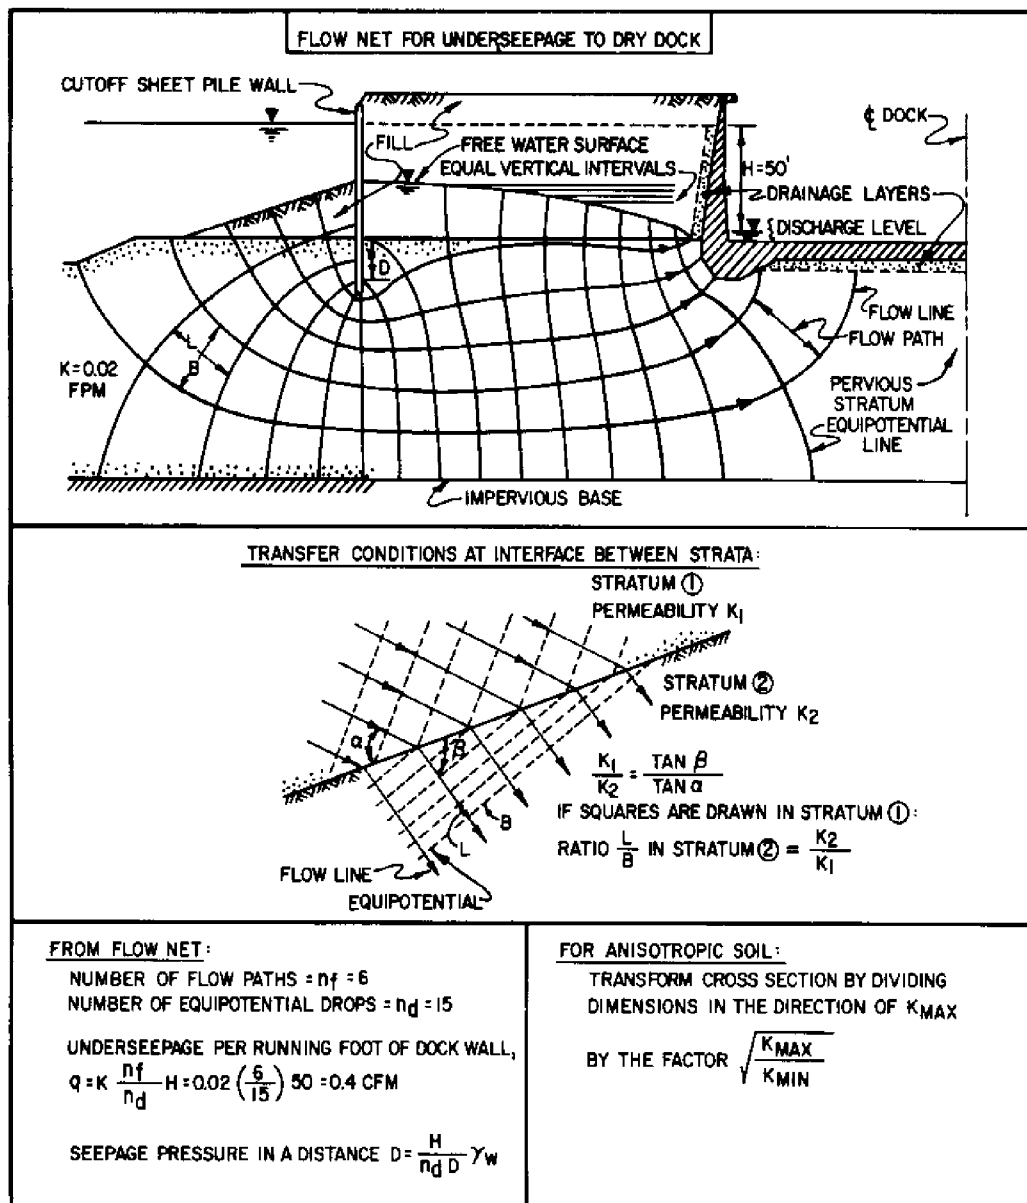 FLOW NET FOR UNDERSEEPAGE TO DRY DOCK
CUTOFF SHEET PILE WALL
FILL
FREE WATER SURFACE
EQUAL VERTICAL INTERVALS
℄ DOCK
H=50'
DRAINAGE LAYERS
DISCHARGE LEVEL
D
L
B
K=0.02
FPM
FLOW LINE
FLOW PATH
PERVIOUS
STRATUM
EQUIPOTENTIAL
LINE
IMPERVIOUS BASE
TRANSFER CONDITIONS AT INTERFACE BETWEEN STRATA:
STRATUM ①
PERMEABILITY K₁
STRATUM ②
PERMEABILITY K₂
α
β
K₁/K₂ = TAN β/TAN α
IF SQUARES ARE DRAWN IN STRATUM ①:
RATIO L/B IN STRATUM ② = K₂/K₁
B
L
FLOW LINE
EQUIPOTENTIAL
FROM FLOW NET:
NUMBER OF FLOW PATHS = nf = 6
NUMBER OF EQUIPOTENTIAL DROPS = nd = 15
UNDERSEEPAGE PER RUNNING FOOT OF DOCK WALL,
q = K nf/nd H = 0.02 (6/15) 50 = 0.4 CFM
SEEPAGE PRESSURE IN A DISTANCE D = H/nd D γw
FOR ANISOTROPIC SOIL:
TRANSFORM CROSS SECTION BY DIVIDING
DIMENSIONS IN THE DIRECTION OF KMAX
BY THE FACTOR √KMAX/KMIN